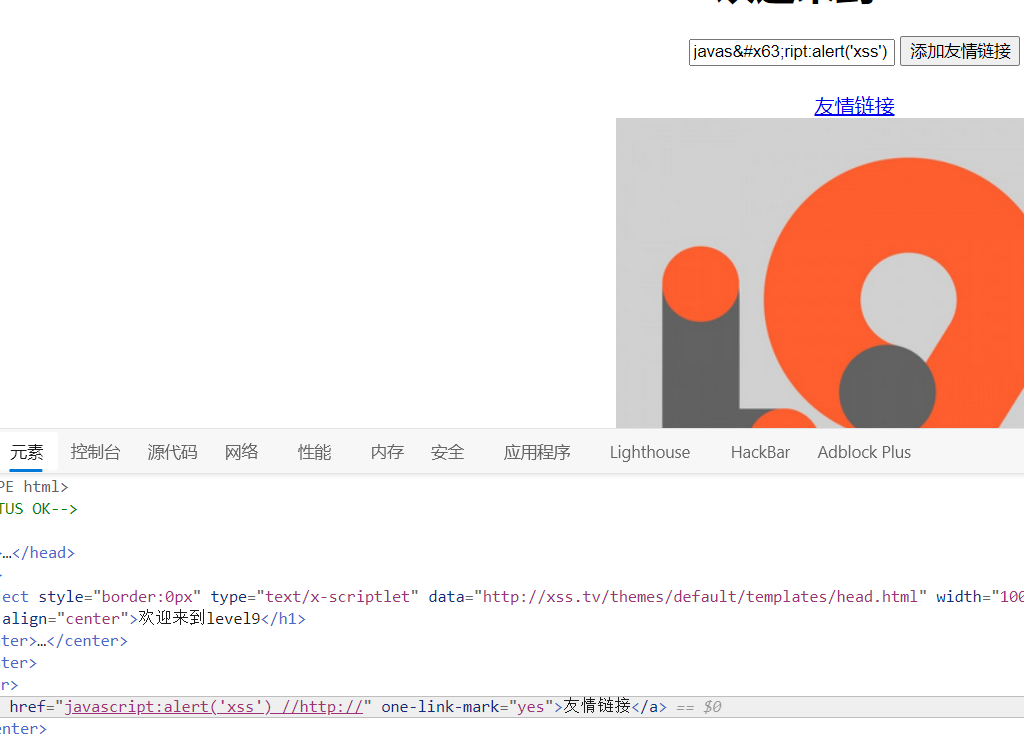 javas&#x63;ript:alert('xss') 添加友情链接
友情链接
元素 控制台 源代码 网络 性能 内存 安全 应用程序 Lighthouse HackBar Adblock Plus
PE html>
TUS OK-->
…</head>
>
ect style="border:0px" type="text/x-scriptlet" data="http://xss.tv/themes/default/templates/head.html" width="100
align="center">欢迎来到level9</h1>
ter>…</center>
ter>
r>
href="javascript:alert('xss') //http://" one-link-mark="yes">友情链接</a> == $0
enter>